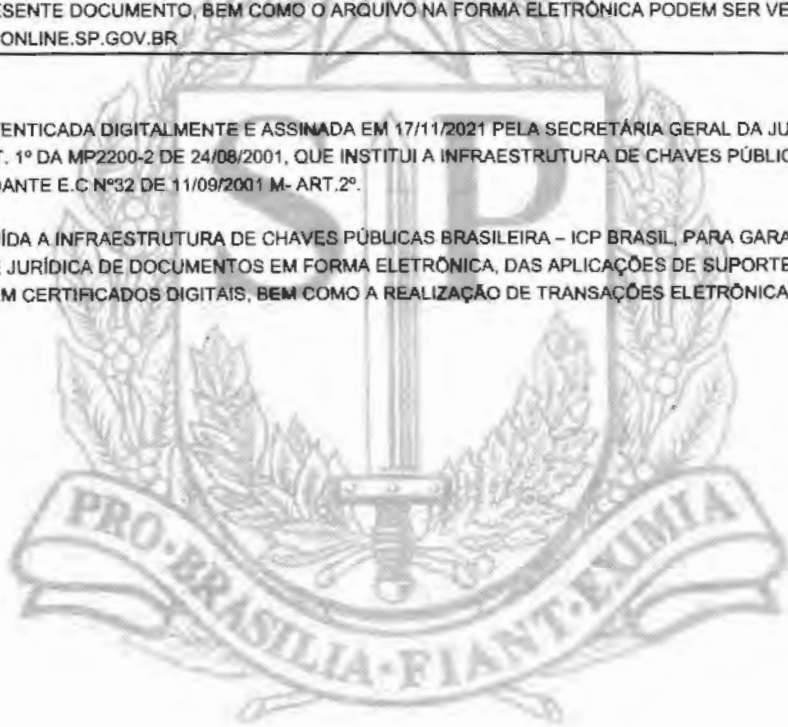 ESENTE DOCUMENTO, BEM COMO O ARQUIVO NA FORMA ELETRÔNICA PODEM SER VE
ONLINE.SP.GOV.BR
ENTICADA DIGITALMENTE E ASSINADA EM 17/11/2021 PELA SECRETÁRIA GERAL DA JU
T. 1º DA MP2200-2 DE 24/08/2001, QUE INSTITUI A INFRAESTRUTURA DE CHAVES PÚBLIC
DANTE E.C Nº32 DE 11/09/2001 M- ART.2º.
ÍDA A INFRAESTRUTURA DE CHAVES PÚBLICAS BRASILEIRA – ICP BRASIL, PARA GARA
E JURÍDICA DE DOCUMENTOS EM FORMA ELETRÔNICA, DAS APLICAÇÕES DE SUPORTE
M CERTIFICADOS DIGITAIS, BEM COMO A REALIZAÇÃO DE TRANSAÇÕES ELETRÔNICA
SP
PRO·BRASILIA·FIANT·EXIMIA